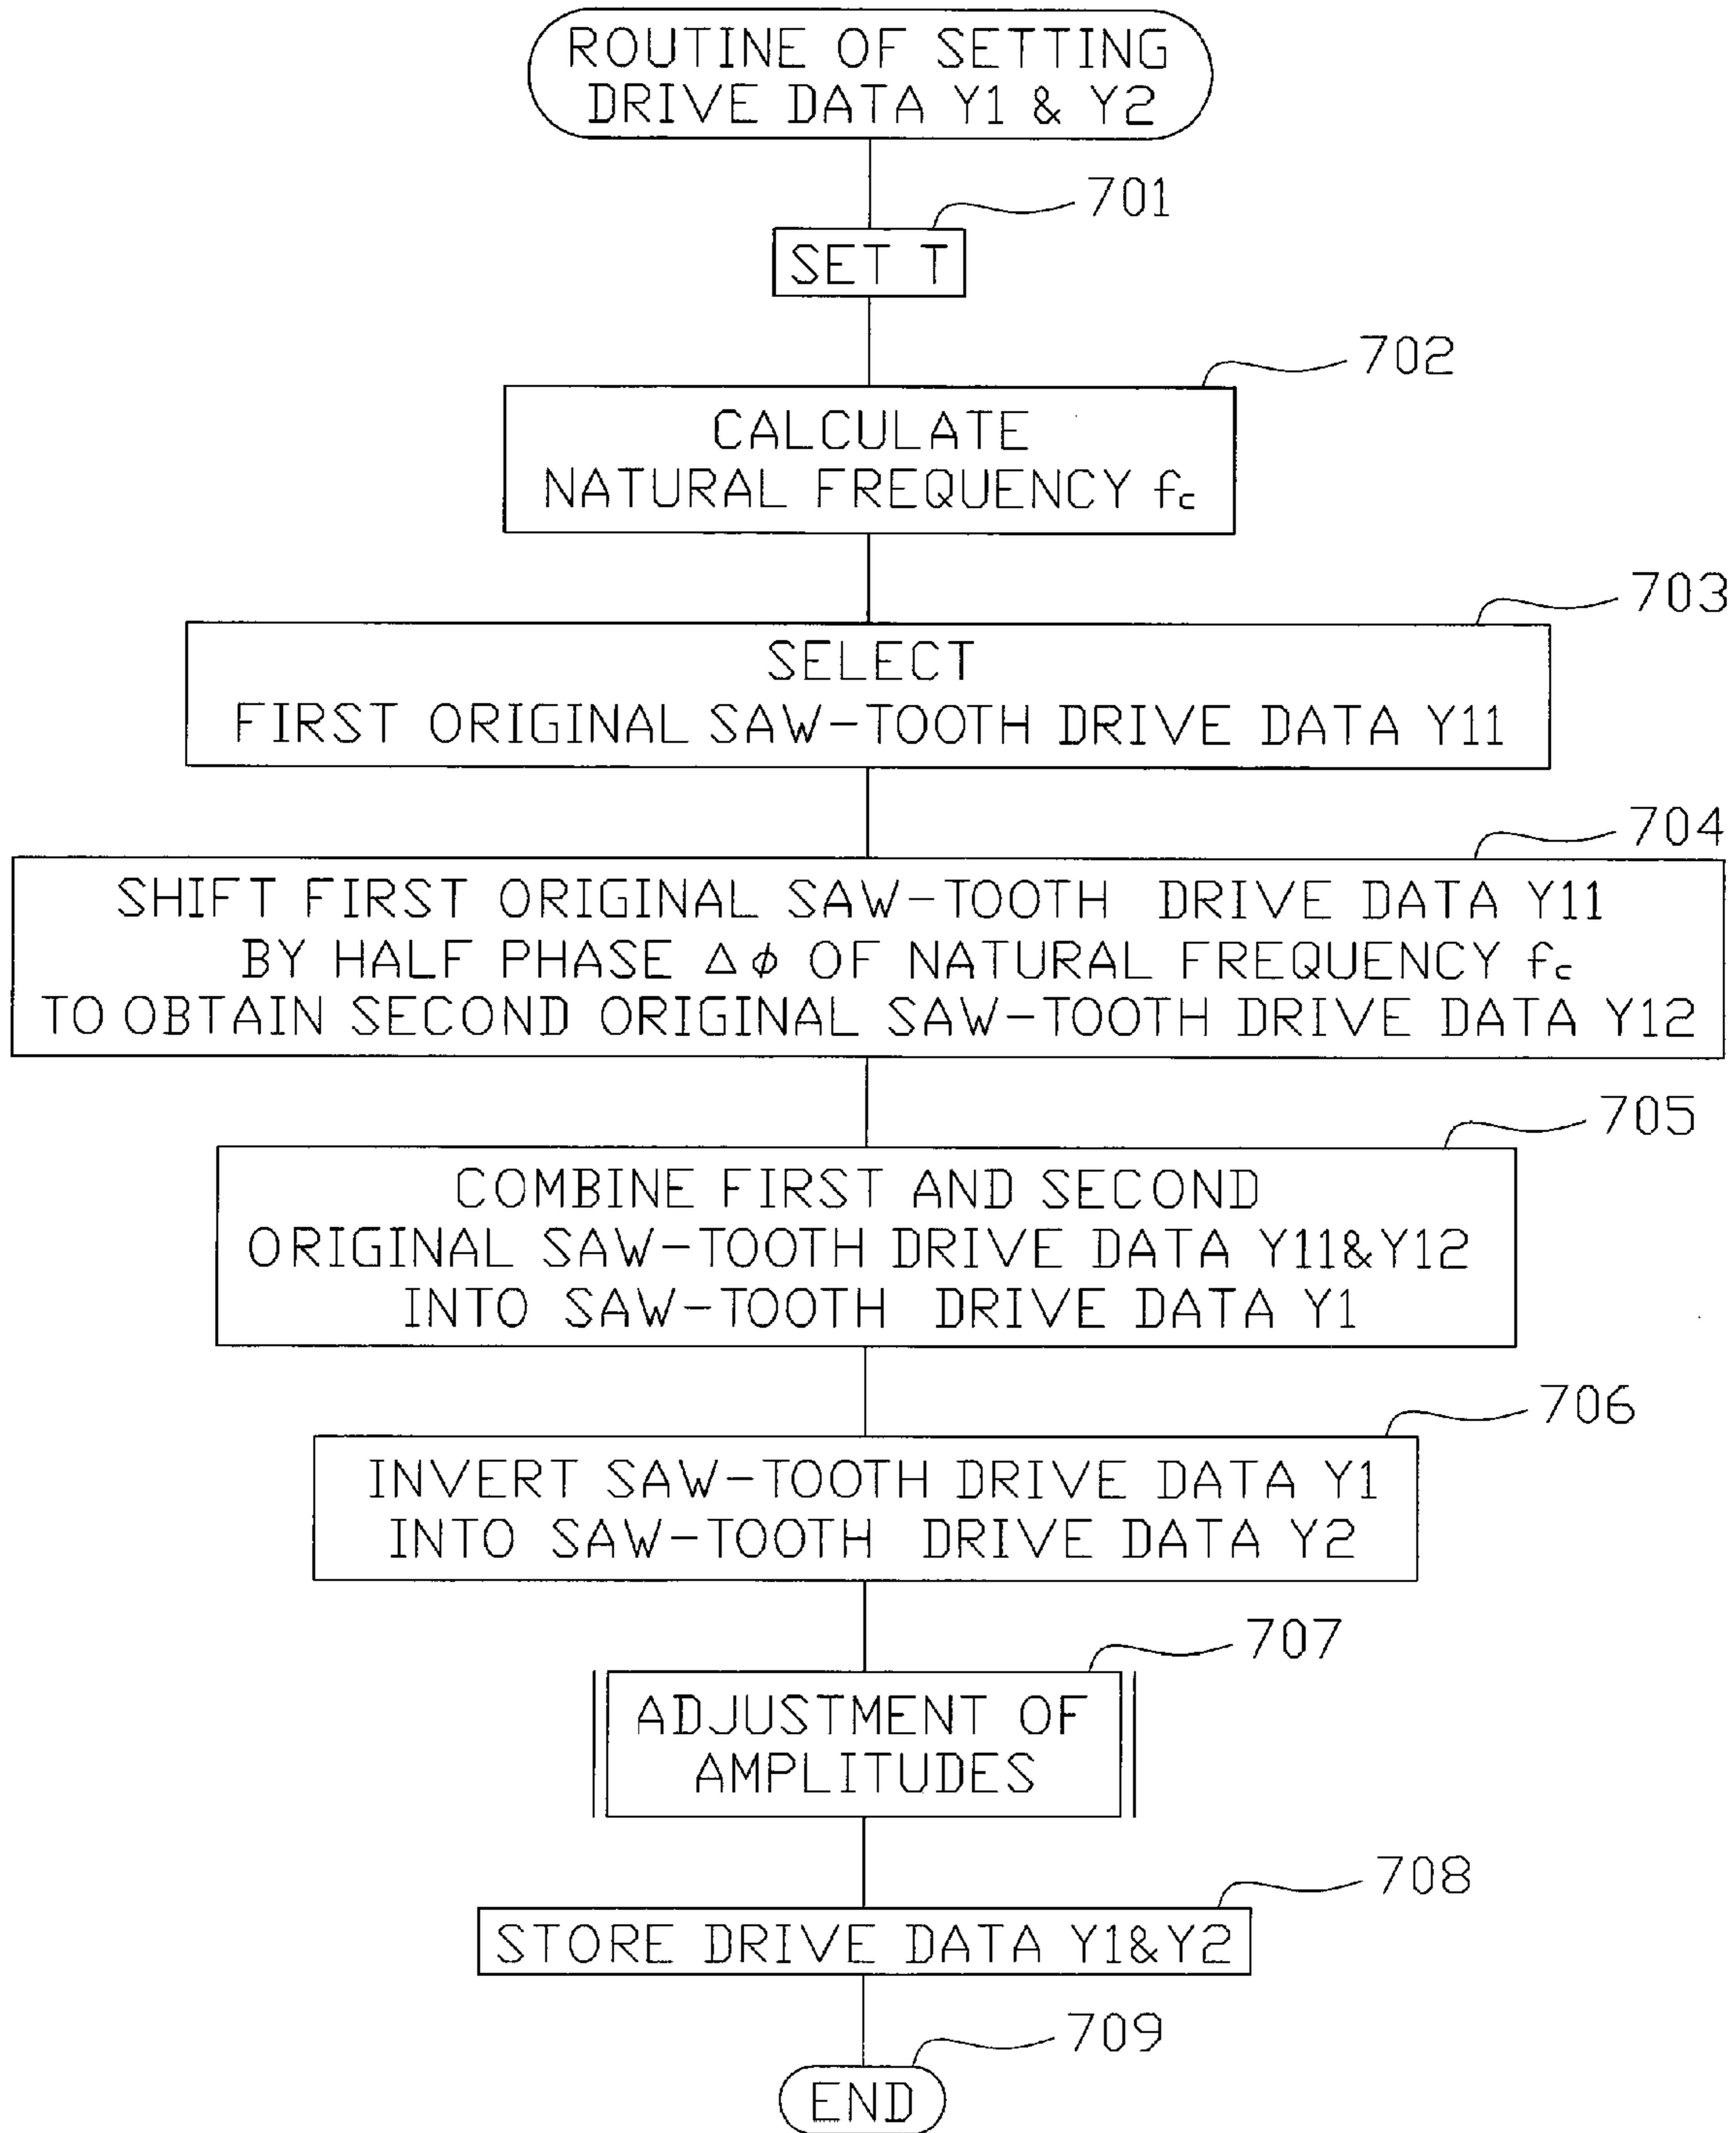 ROUTINE OF SETTING
DRIVE DATA Y1 & Y2
701
SET T
702
CALCULATE
NATURAL FREQUENCY fc
703
SELECT
FIRST ORIGINAL SAW-TOOTH DRIVE DATA Y11
704
SHIFT FIRST ORIGINAL SAW-TOOTH DRIVE DATA Y11
BY HALF PHASE Δφ OF NATURAL FREQUENCY fc
TO OBTAIN SECOND ORIGINAL SAW-TOOTH DRIVE DATA Y12
705
COMBINE FIRST AND SECOND
ORIGINAL SAW-TOOTH DRIVE DATA Y11&Y12
INTO SAW-TOOTH DRIVE DATA Y1
706
INVERT SAW-TOOTH DRIVE DATA Y1
INTO SAW-TOOTH DRIVE DATA Y2
707
ADJUSTMENT OF
AMPLITUDES
708
STORE DRIVE DATA Y1&Y2
709
END